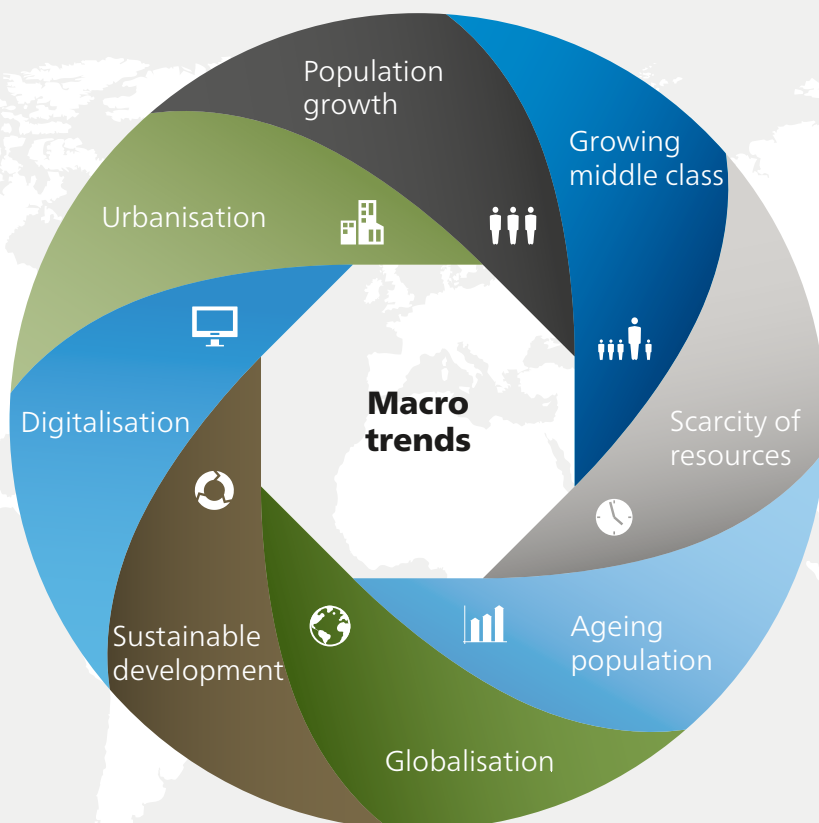 Population
growth
Growing
middle class
Scarcity of
resources
Ageing
population
Globalisation
Sustainable
development
Digitalisation
Urbanisation
Macro
trends